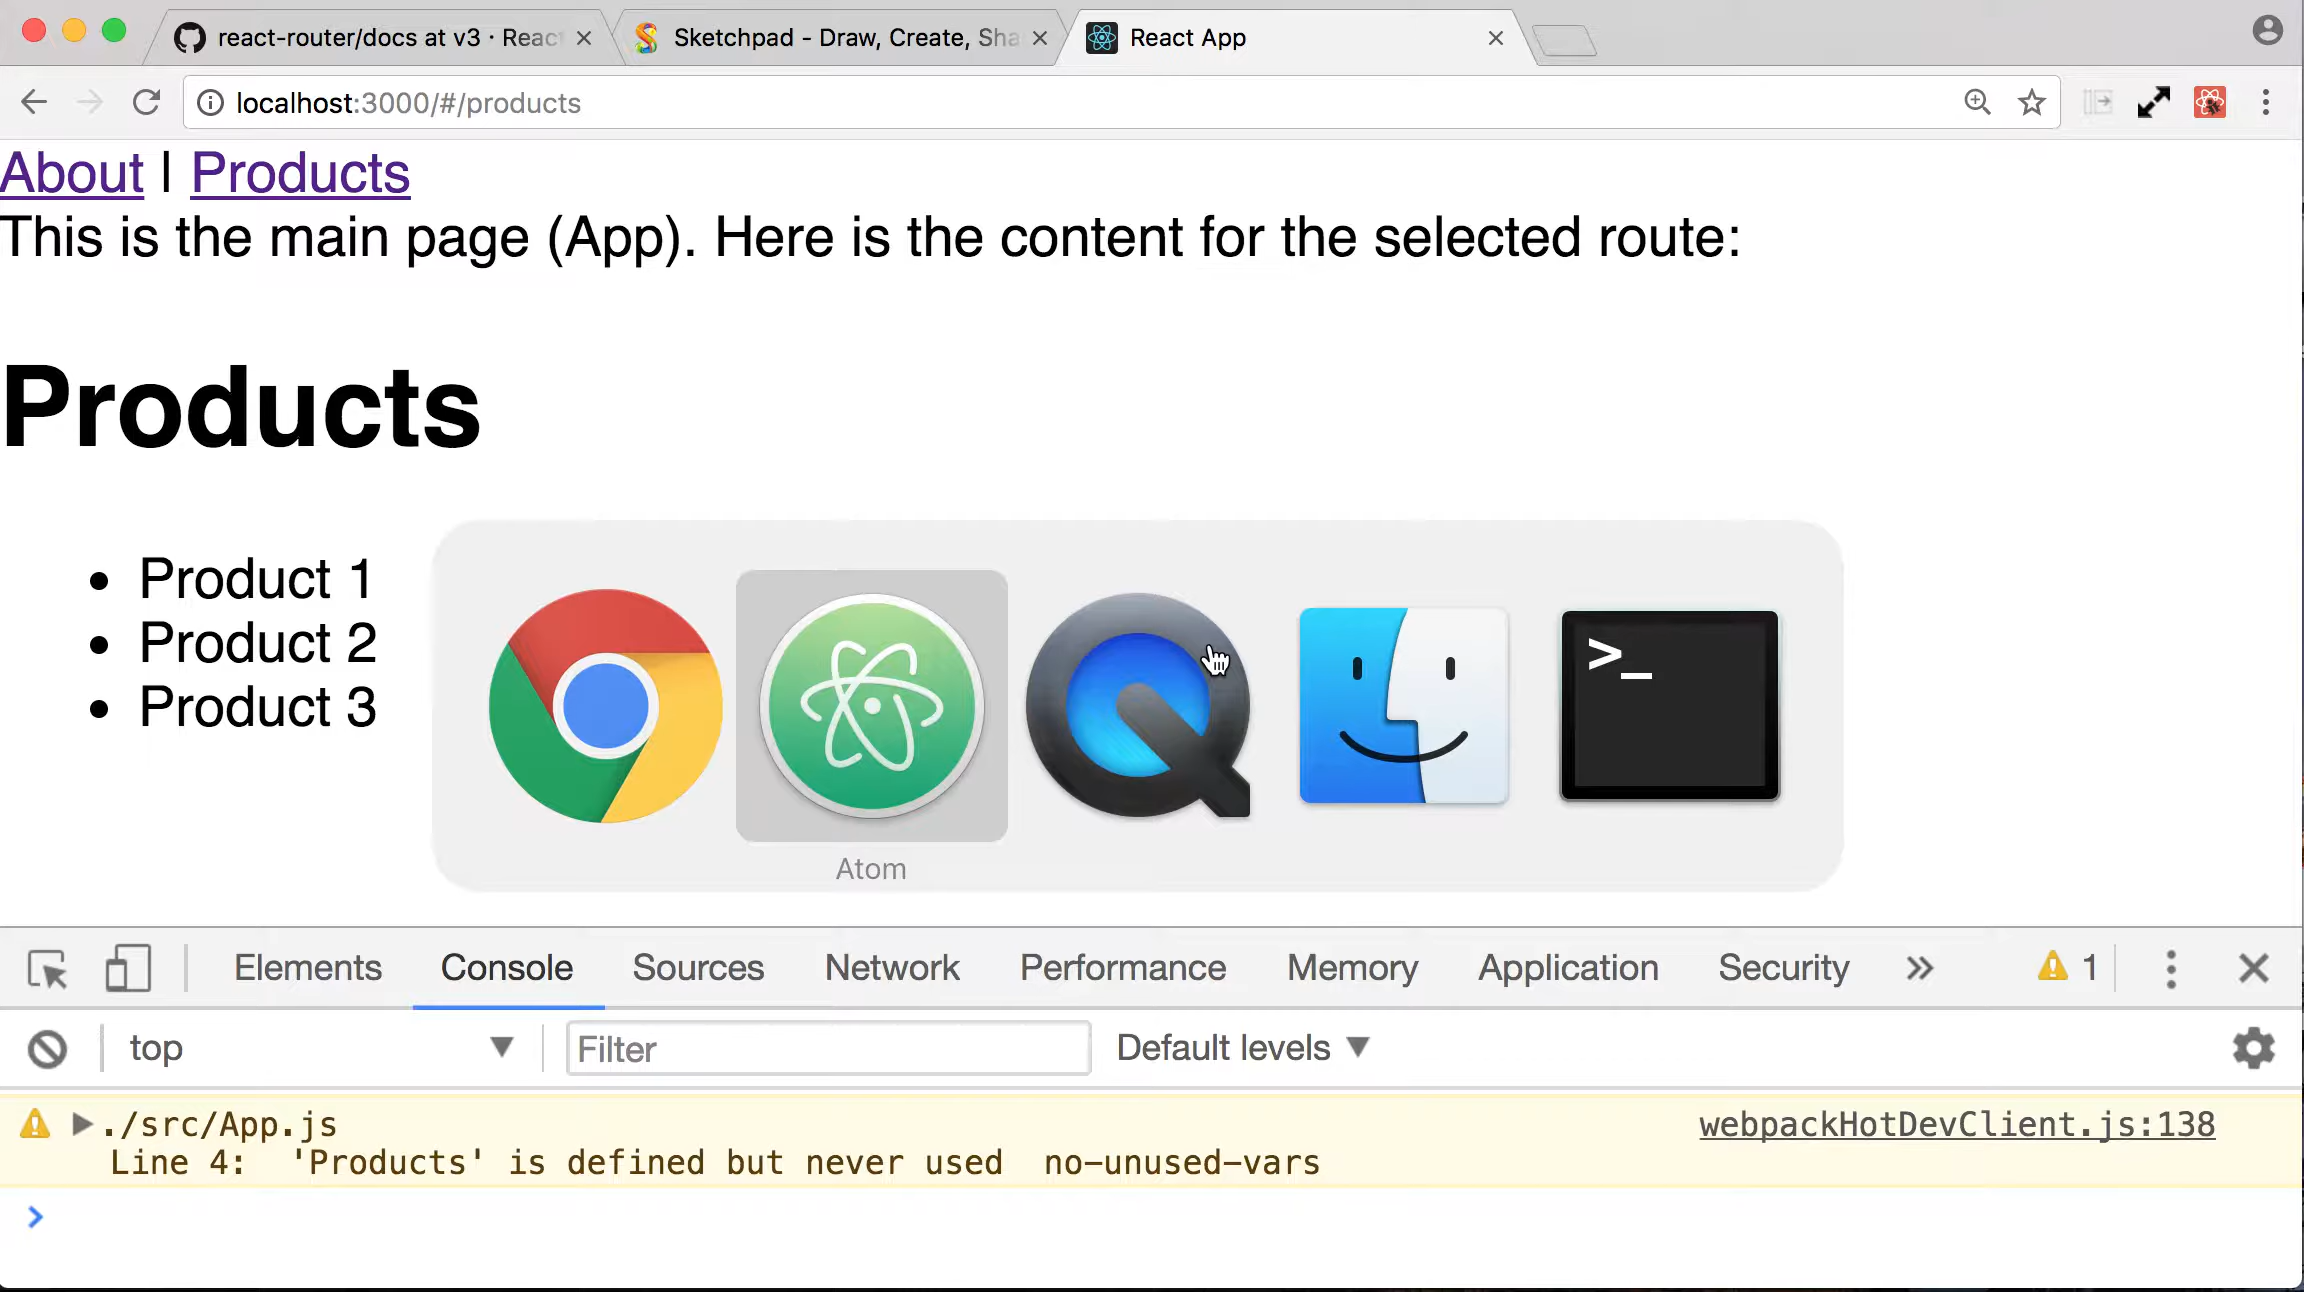 react-router/docs at v3 · Reac
Sketchpad - Draw, Create, Sha
React App
localhost:3000/#/products
About | Products
This is the main page (App). Here is the content for the selected route:
Products
• Product 1
• Product 2
• Product 3
>_
Atom
Elements Console Sources Network Performance Memory Application Security » 1
top Filter Default levels
./src/App.js webpackHotDevClient.js:138
Line 4:  'Products' is defined but never used  no-unused-vars